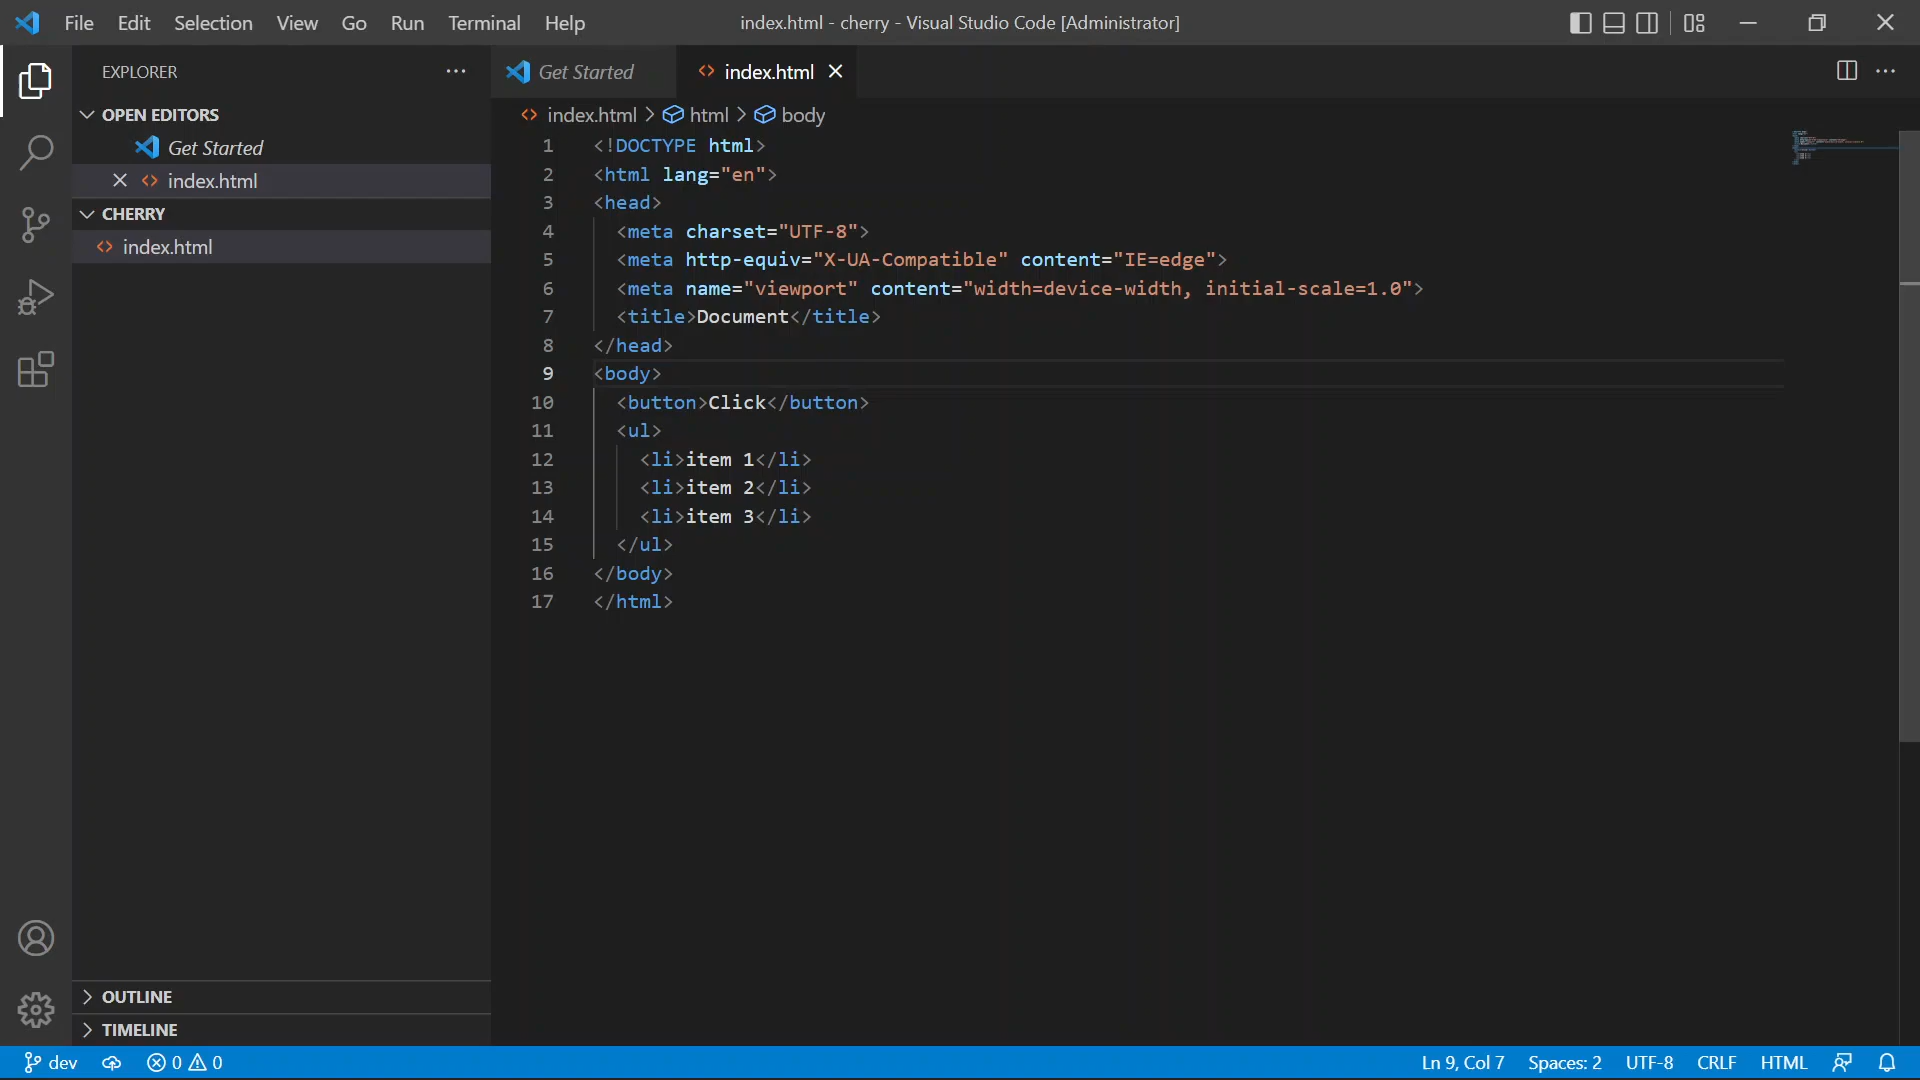 File Edit Selection View Go Run Terminal Help
index.html - cherry - Visual Studio Code [Administrator]
EXPLORER
OPEN EDITORS
Get Started
index.html
CHERRY
index.html
OUTLINE
TIMELINE
Get Started
index.html
index.html > html > body
1 <!DOCTYPE html>
2 <html lang="en">
3 <head>
4 <meta charset="UTF-8">
5 <meta http-equiv="X-UA-Compatible" content="IE=edge">
6 <meta name="viewport" content="width=device-width, initial-scale=1.0">
7 <title>Document</title>
8 </head>
9 <body>
10 <button>Click</button>
11 <ul>
12 <li>item 1</li>
13 <li>item 2</li>
14 <li>item 3</li>
15 </ul>
16 </body>
17 </html>
dev 0 0 Ln 9, Col 7 Spaces: 2 UTF-8 CRLF HTML